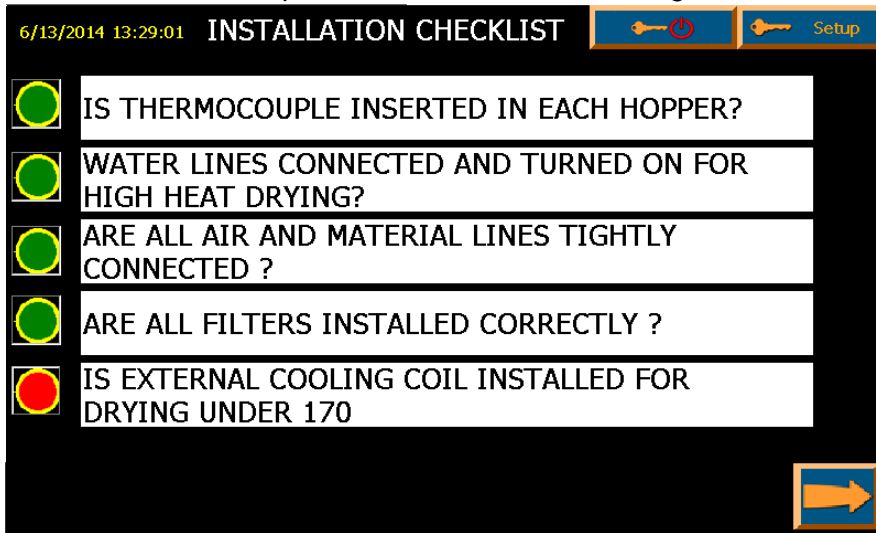 6/13/2014 13:29:01 INSTALLATION CHECKLIST Setup
IS THERMOCOUPLE INSERTED IN EACH HOPPER?
WATER LINES CONNECTED AND TURNED ON FOR
HIGH HEAT DRYING?
ARE ALL AIR AND MATERIAL LINES TIGHTLY
CONNECTED ?
ARE ALL FILTERS INSTALLED CORRECTLY ?
IS EXTERNAL COOLING COIL INSTALLED FOR
DRYING UNDER 170